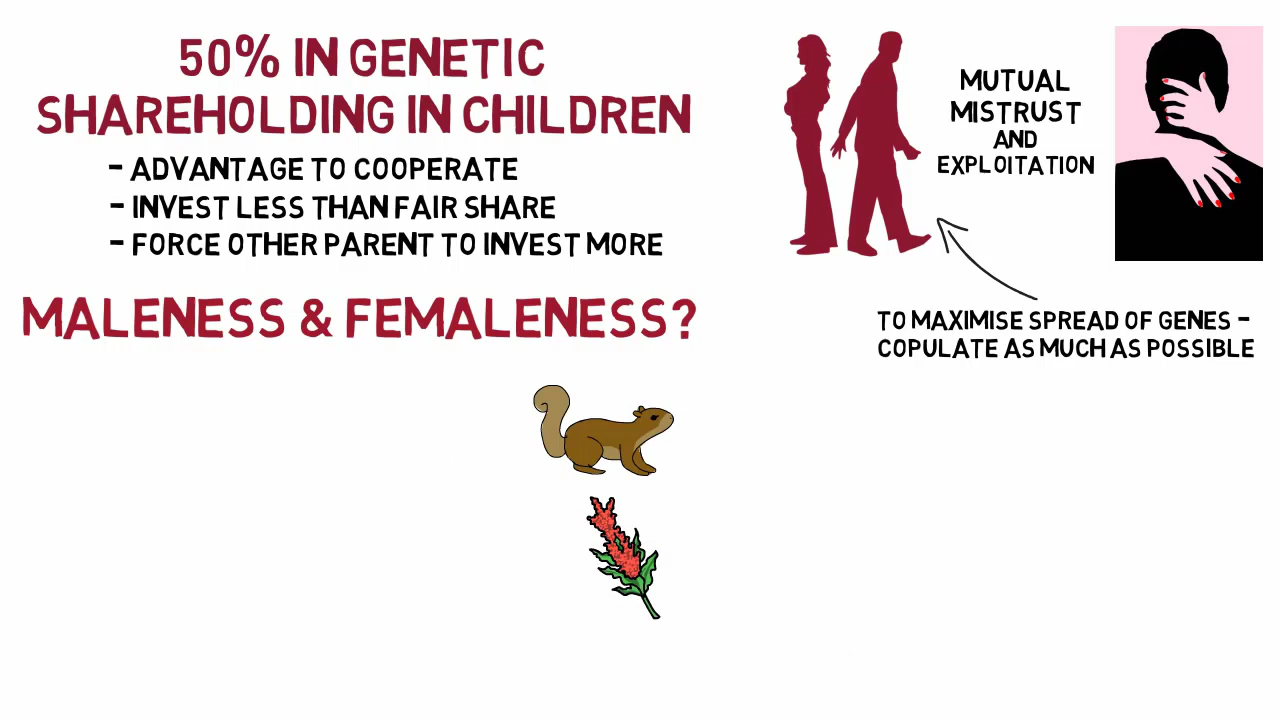 50% IN GENETIC
SHAREHOLDING IN CHILDREN
- ADVANTAGE TO COOPERATE
- INVEST LESS THAN FAIR SHARE
- FORCE OTHER PARENT TO INVEST MORE
MALENESS & FEMALENESS?
MUTUAL
MISTRUST
AND
EXPLOITATION
TO MAXIMISE SPREAD OF GENES -
COPULATE AS MUCH AS POSSIBLE